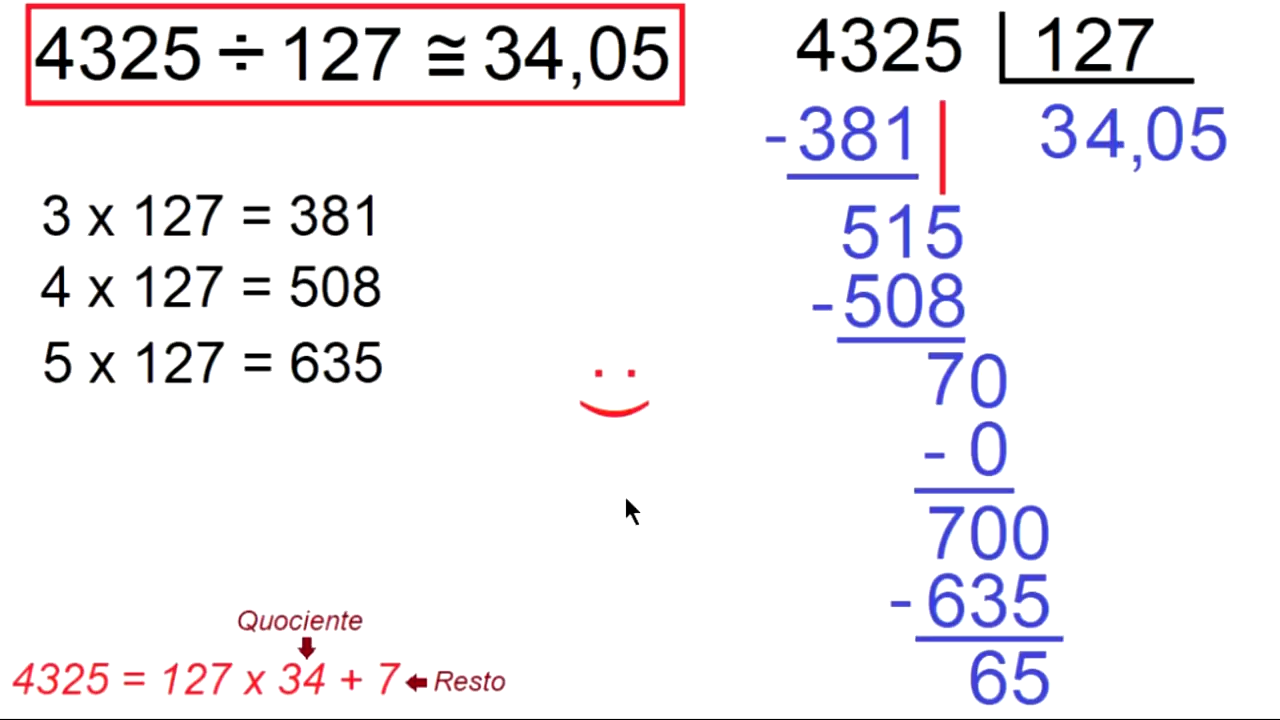 4325 ÷ 127 ≅ 34,05
3 x 127 = 381
4 x 127 = 508
5 x 127 = 635
Quociente
4325 = 127 x 34 + 7 Resto
4325 127
-381 34,05
515
-508
70
- 0
700
-635
65